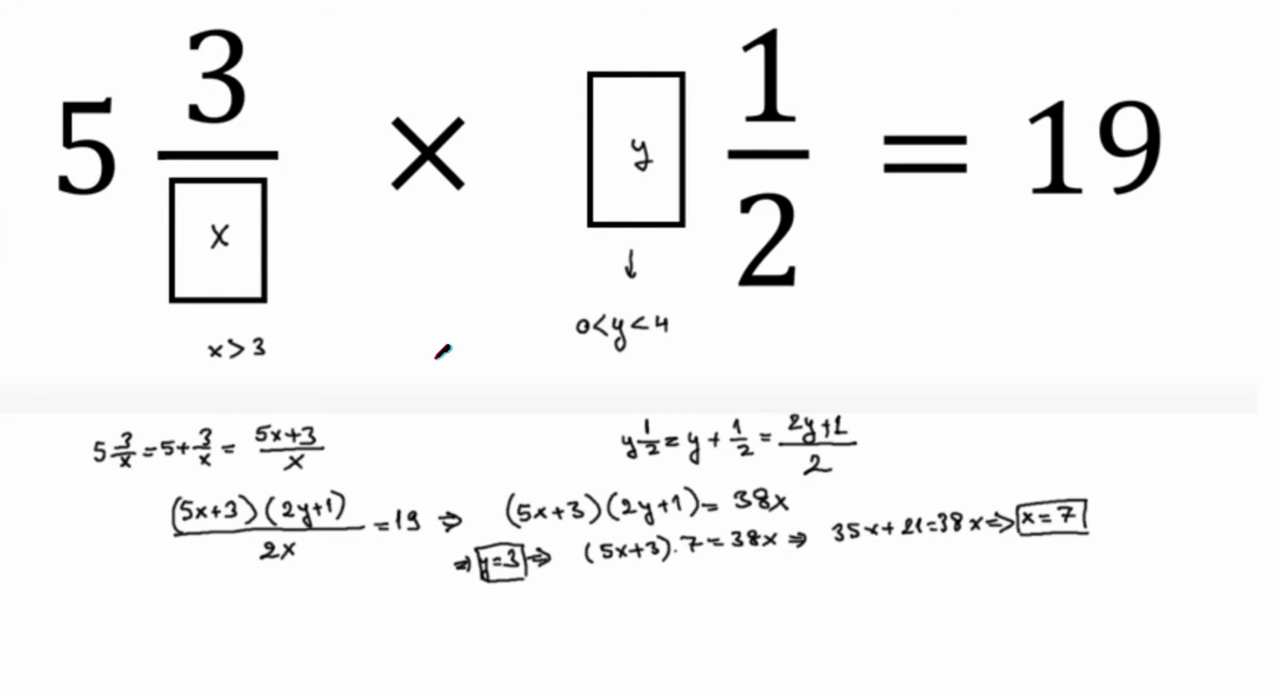 5 3/x × y 1/2 = 19
x > 3
0 < y < 4
5 3/x = 5 + 3/x = (5x+3)/x
y 1/2 = y + 1/2 = (2y+1)/2
(5x+3)(2y+1)/2x = 19 ⇒ (5x+3)(2y+1) = 38x
⇒ y=3 ⇒ (5x+3).7 = 38x ⇒ 35x + 21 = 38x ⇒ x = 7